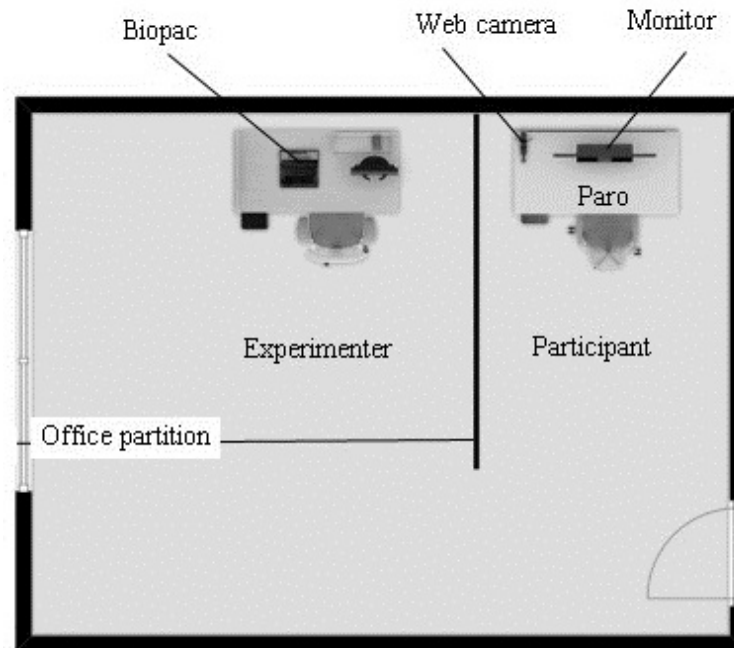 Biopac
Web camera
Monitor
Paro
Experimenter
Participant
Office partition